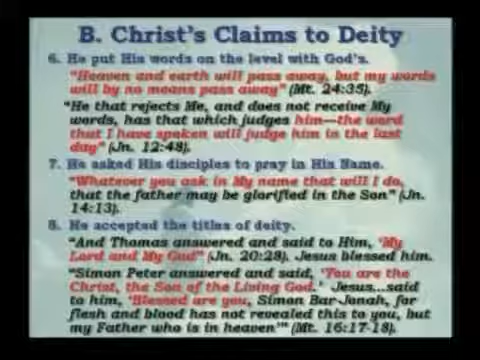 B. Christ's Claims to Deity
6. He put His words on the level with God's.
"Heaven and earth will pass away, but my words
will by no means pass away" (Mt. 24:35).
"He that rejects Me, and does not receive My
words, has that which judges him—the word
that I have spoken will judge him in the last
day" (Jn. 12:48).
7. He asked His disciples to pray in His Name.
"Whatever you ask in My name that will I do,
that the father may be glorified in the Son" (Jn.
14:13).
8. He accepted the titles of deity.
"And Thomas answered and said to Him, 'My
Lord and My God" (Jn. 20:28). Jesus blessed him.
"Simon Peter answered and said, 'You are the
Christ, the Son of the Living God.' Jesus...said
to him, 'Blessed are you, Simon Bar-Jonah, for
flesh and blood has not revealed this to you, but
my Father who is in heaven'" (Mt. 16:17-18).